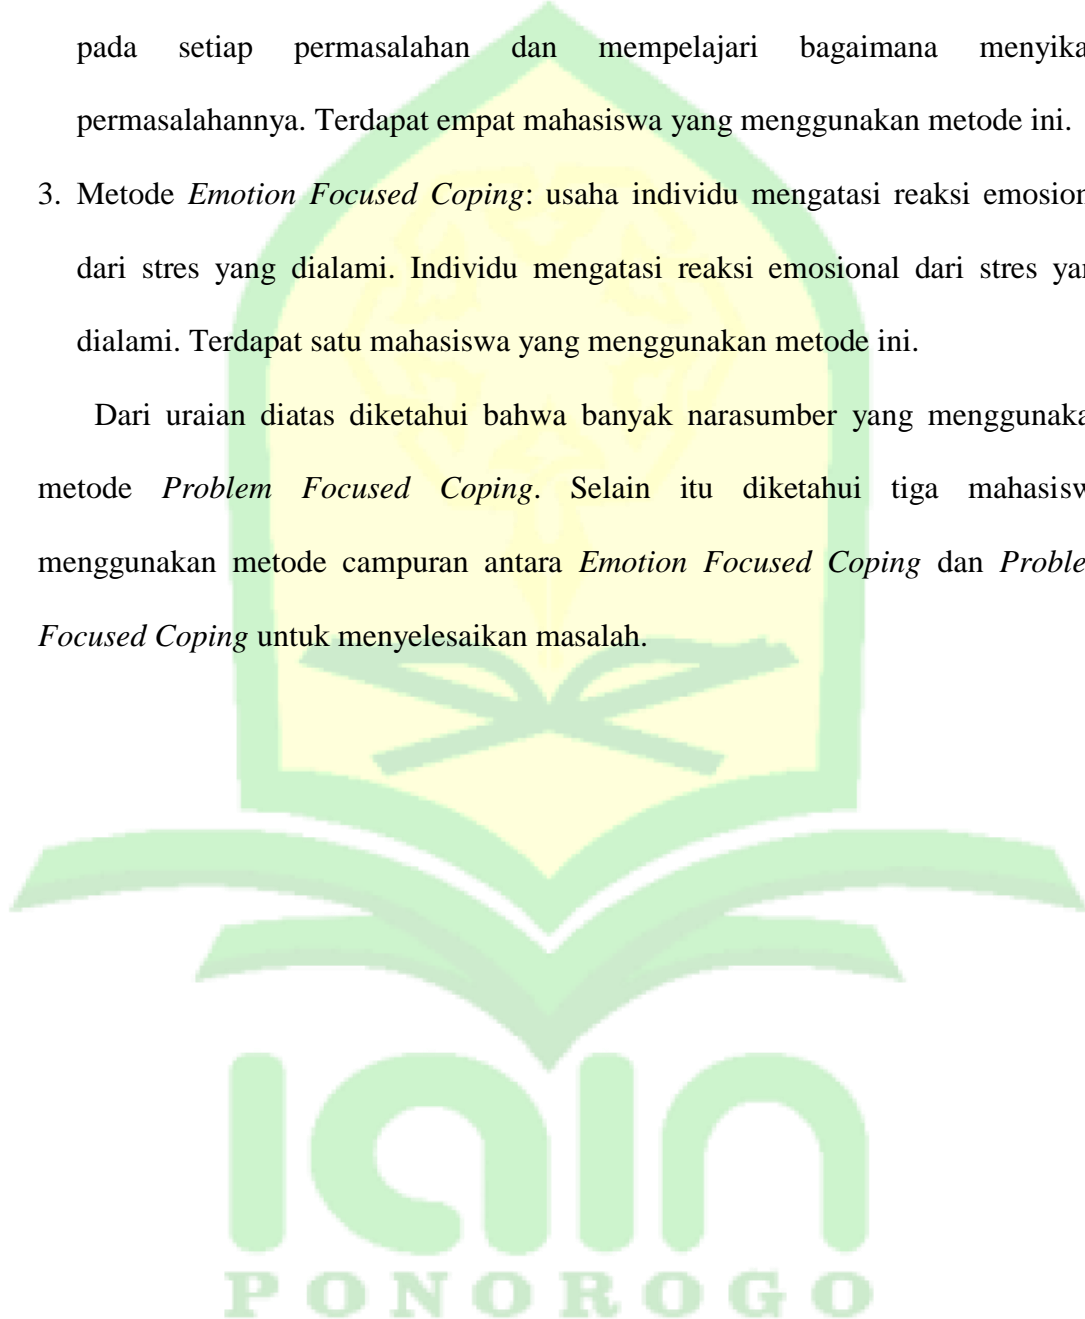 pada setiap permasalahan dan mempelajari bagaimana menyika
permasalahannya. Terdapat empat mahasiswa yang menggunakan metode ini.
3. Metode Emotion Focused Coping: usaha individu mengatasi reaksi emosion
dari stres yang dialami. Individu mengatasi reaksi emosional dari stres yan
dialami. Terdapat satu mahasiswa yang menggunakan metode ini.
Dari uraian diatas diketahui bahwa banyak narasumber yang menggunaka
metode Problem Focused Coping. Selain itu diketahui tiga mahasisw
menggunakan metode campuran antara Emotion Focused Coping dan Proble
Focused Coping untuk menyelesaikan masalah.
iain
PONOROGO